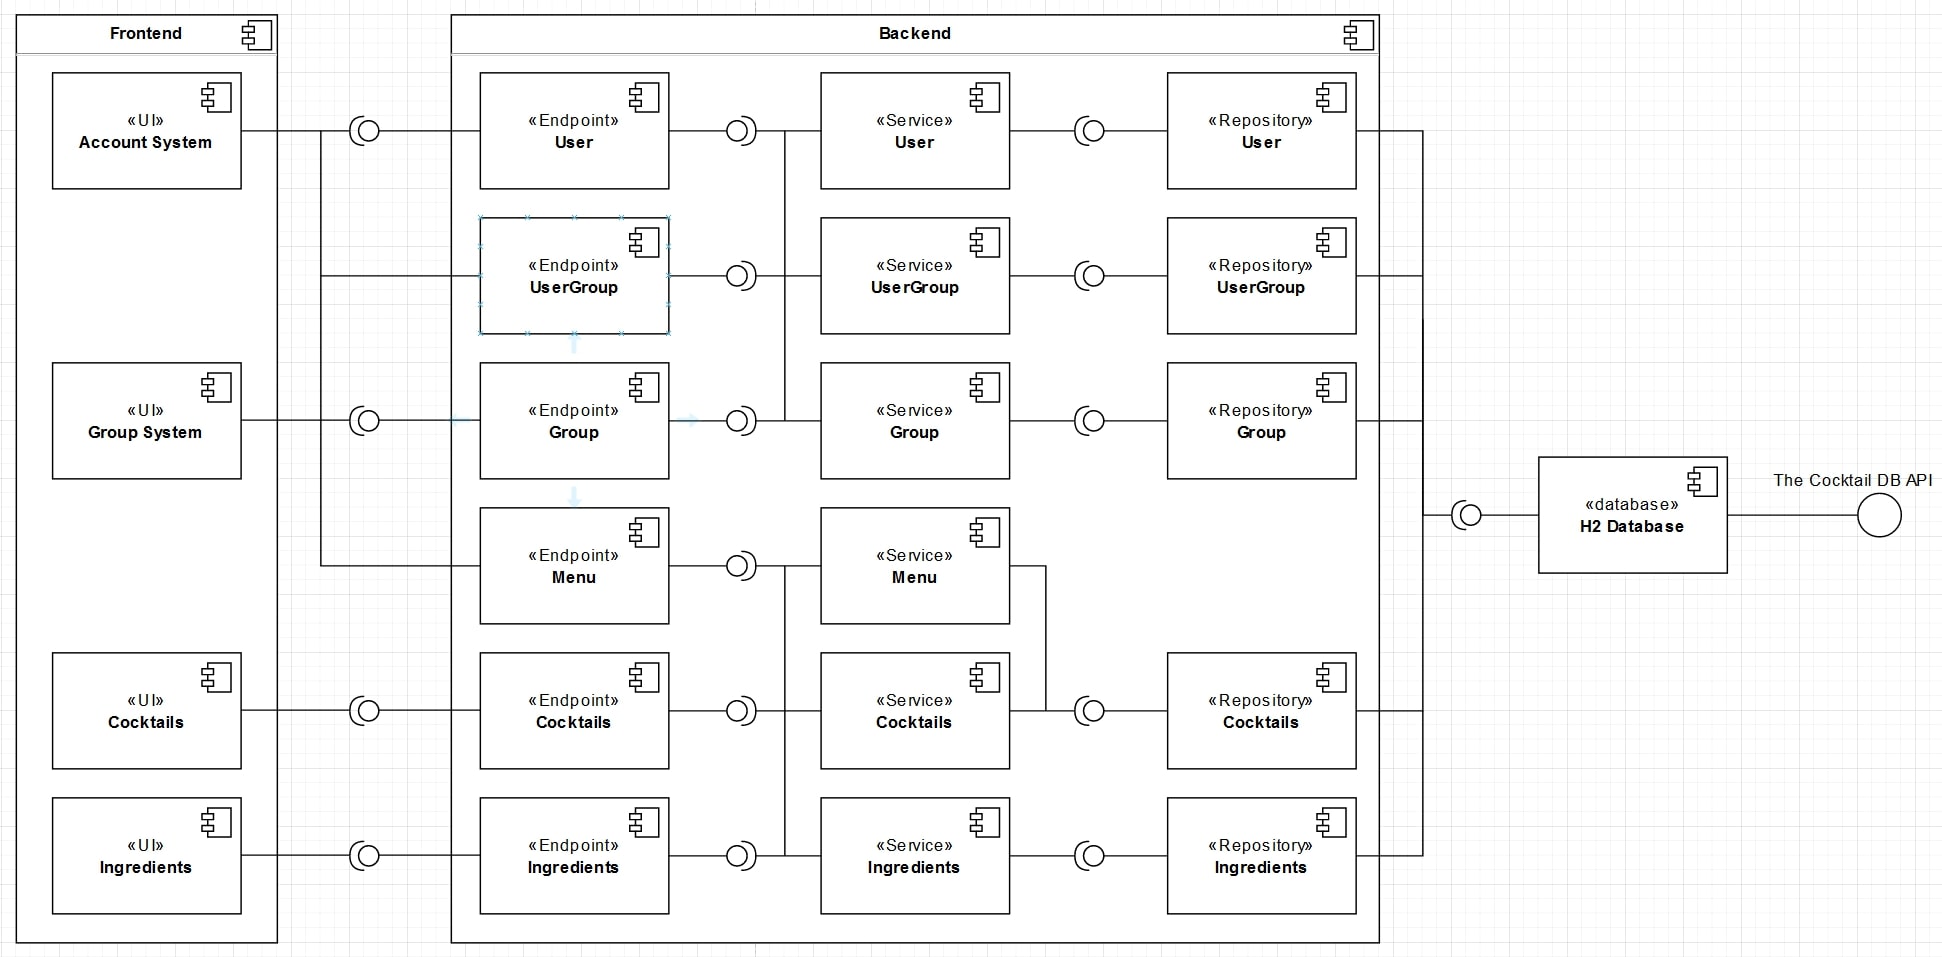 Frontend
Backend
«UI»
Account System
«Endpoint»
User
«Service»
User
«Repository»
User
«Endpoint»
UserGroup
«Service»
UserGroup
«Repository»
UserGroup
«UI»
Group System
«Endpoint»
Group
«Service»
Group
«Repository»
Group
The Cocktail DB API
«database»
H2 Database
«Endpoint»
Menu
«Service»
Menu
«UI»
Cocktails
«Endpoint»
Cocktails
«Service»
Cocktails
«Repository»
Cocktails
«UI»
Ingredients
«Endpoint»
Ingredients
«Service»
Ingredients
«Repository»
Ingredients